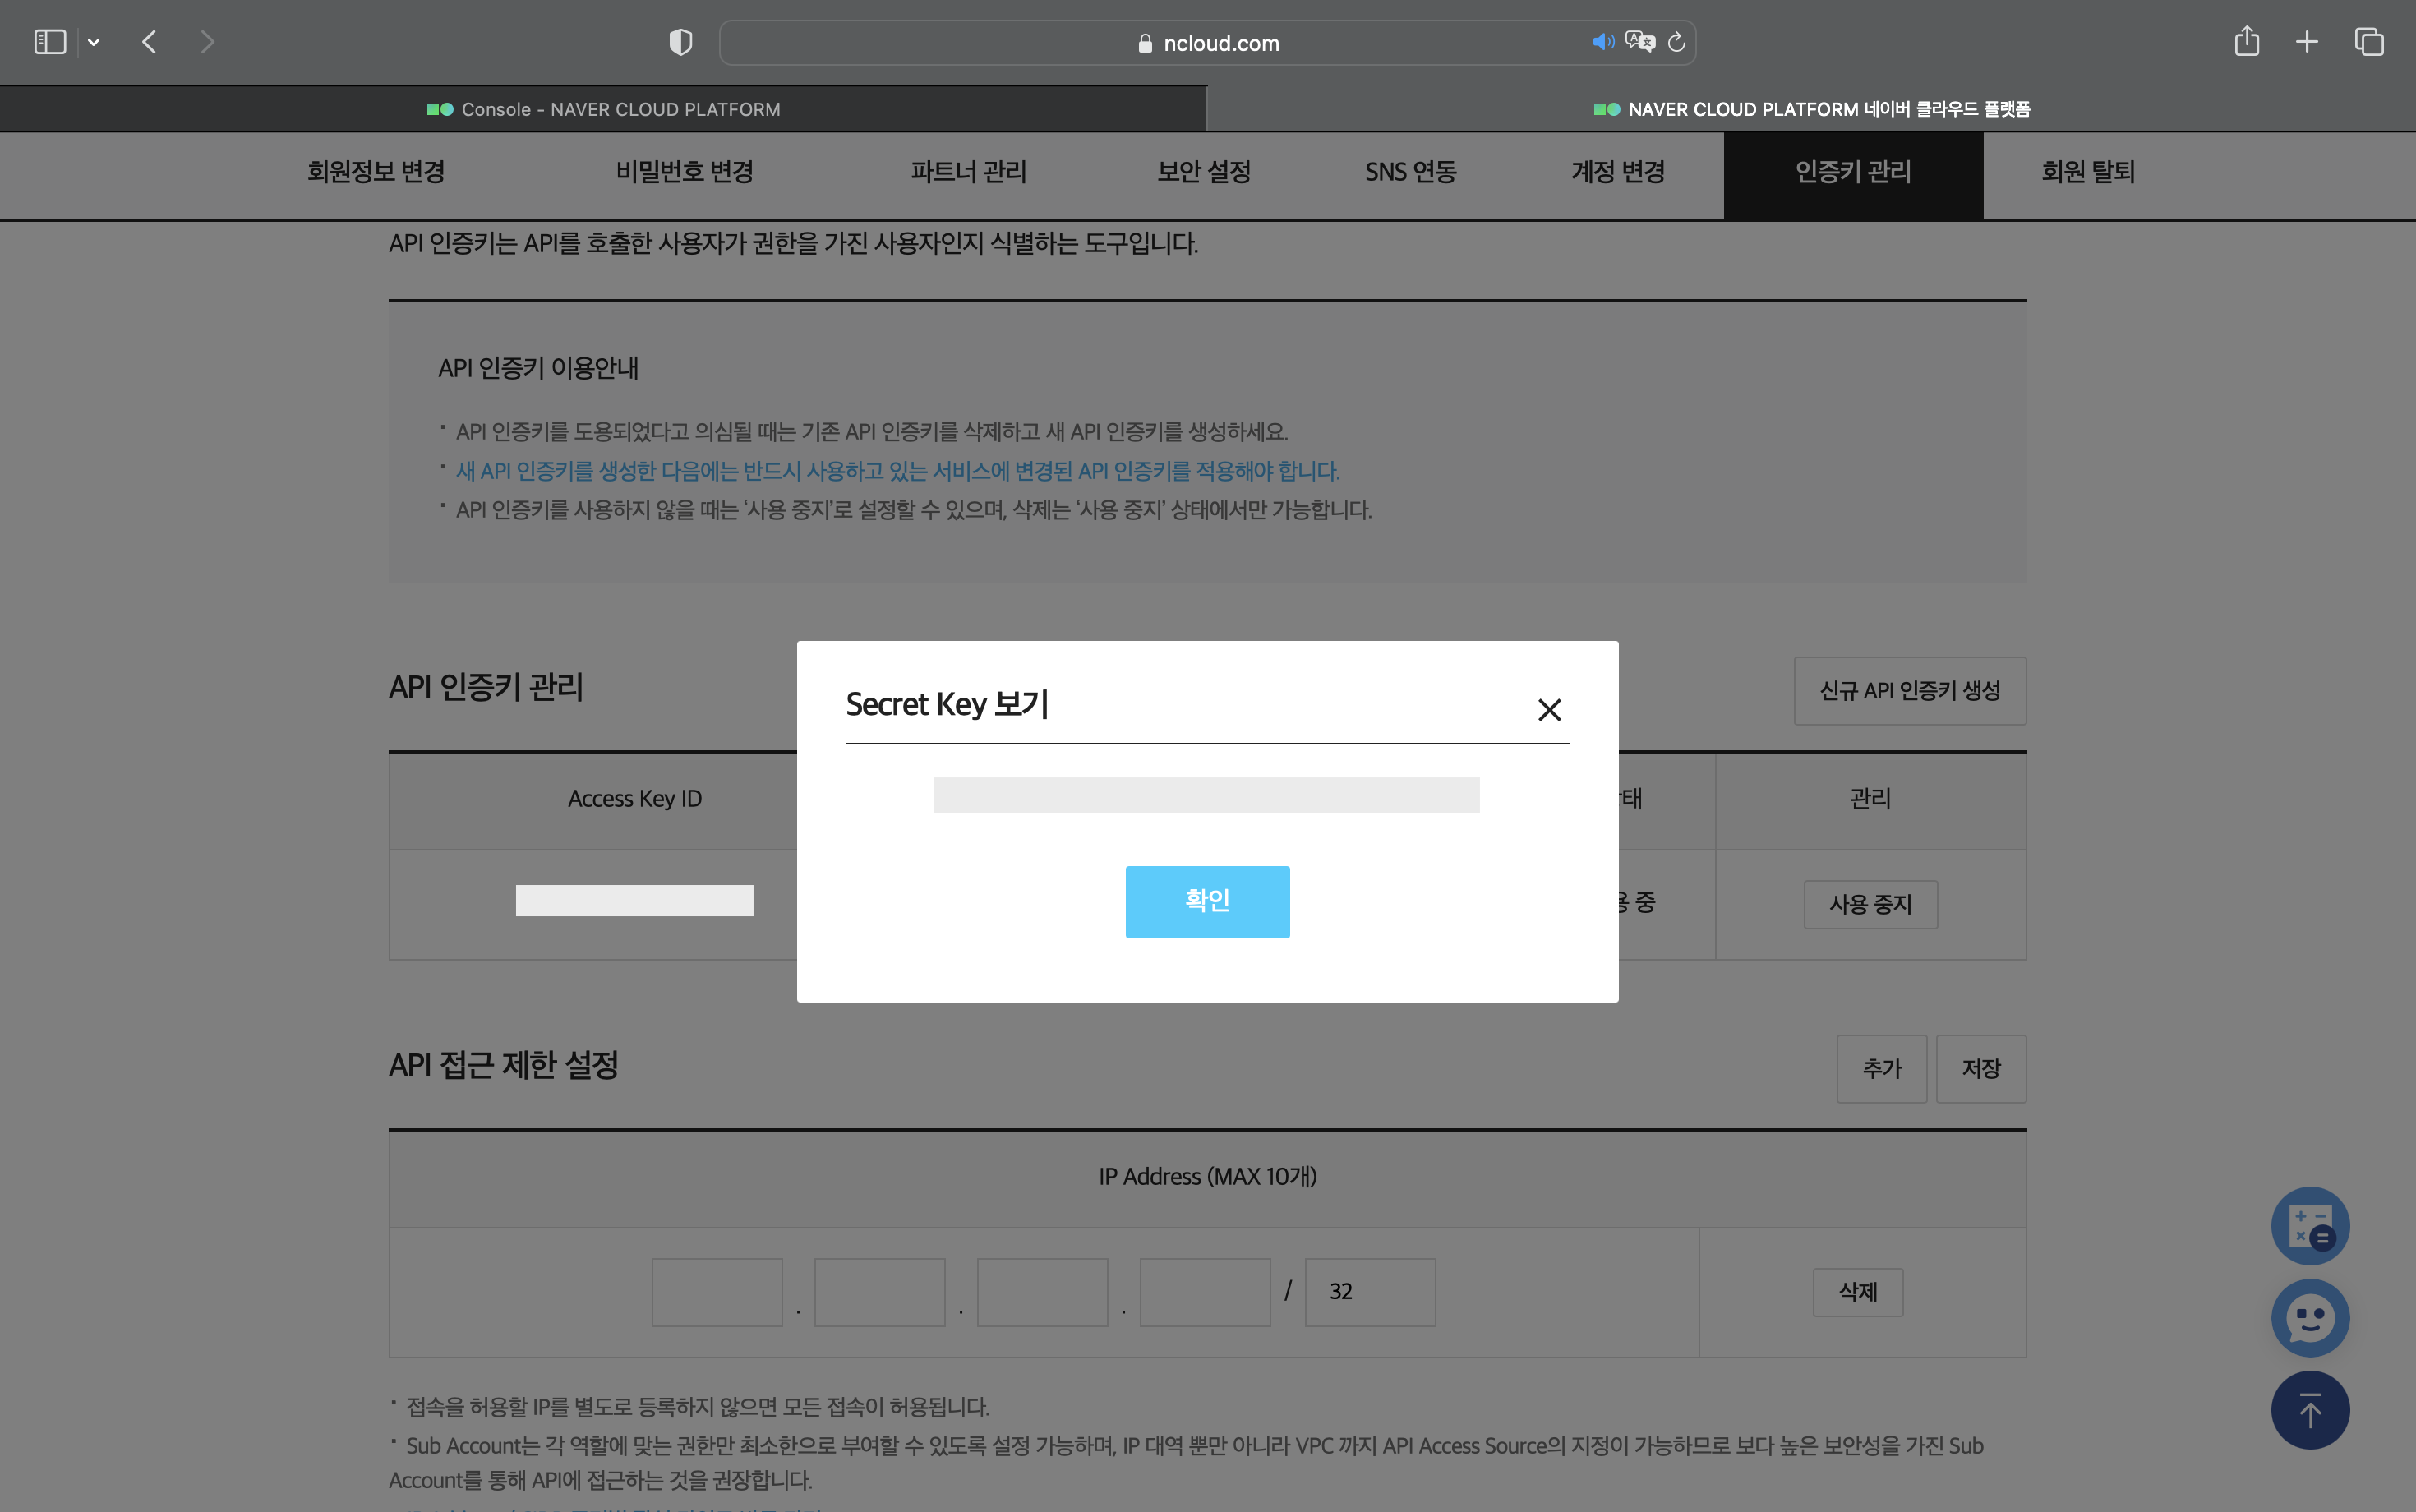 ncloud.com
Console - NAVER CLOUD PLATFORM
NAVER CLOUD PLATFORM 네이버 클라우드 플랫폼
회원정보 변경
비밀번호 변경
파트너 관리
보안 설정
SNS 연동
계정 변경
인증키 관리
회원 탈퇴
API 인증키는 API를 호출한 사용자가 권한을 가진 사용자인지 식별하는 도구입니다.
API 인증키 이용안내
API 인증키를 도용되었다고 의심될 때는 기존 API 인증키를 삭제하고 새 API 인증키를 생성하세요.
새 API 인증키를 생성한 다음에는 반드시 사용하고 있는 서비스에 변경된 API 인증키를 적용해야 합니다.
API 인증키를 사용하지 않을 때는 ‘사용 중지’로 설정할 수 있으며, 삭제는 ‘사용 중지’ 상태에서만 가능합니다.
API 인증키 관리
신규 API 인증키 생성
Secret Key 보기
Access Key ID
태
관리
확인
중
사용 중지
API 접근 제한 설정
추가
저장
IP Address (MAX 10개)
. . . / 32
삭제
접속을 허용할 IP를 별도로 등록하지 않으면 모든 접속이 허용됩니다.
Sub Account는 각 역할에 맞는 권한만 최소한으로 부여할 수 있도록 설정 가능하며, IP 대역 뿐만 아니라 VPC 까지 API Access Source의 지정이 가능하므로 보다 높은 보안성을 가진 Sub
Account를 통해 API에 접근하는 것을 권장합니다.